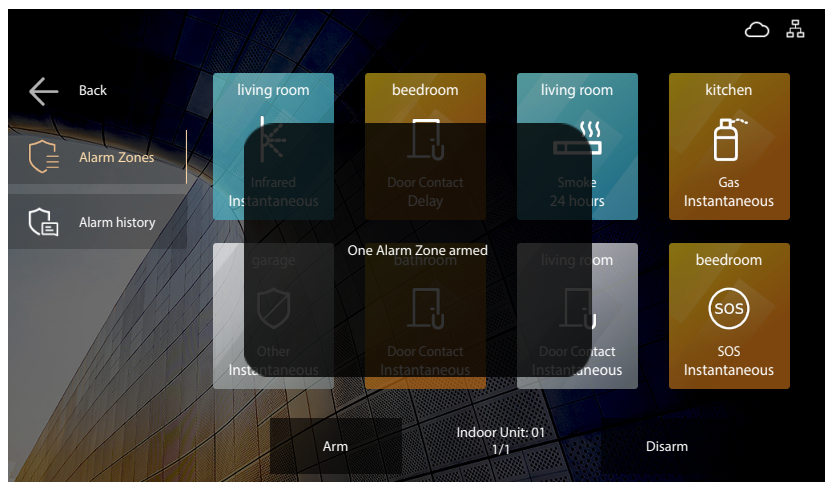 Back
Alarm Zones
Alarm history
living room
Infrared
Instantaneous
beedroom
Door Contact
Delay
living room
Smoke
24 hours
kitchen
Gas
Instantaneous
One Alarm Zone armed
garage
Other
Instantaneous
bathroom
Door Contact
Instantaneous
living room
Door Contact
Instantaneous
beedroom
SOS
SOS
Instantaneous
Arm
Indoor Unit: 01
1/1
Disarm